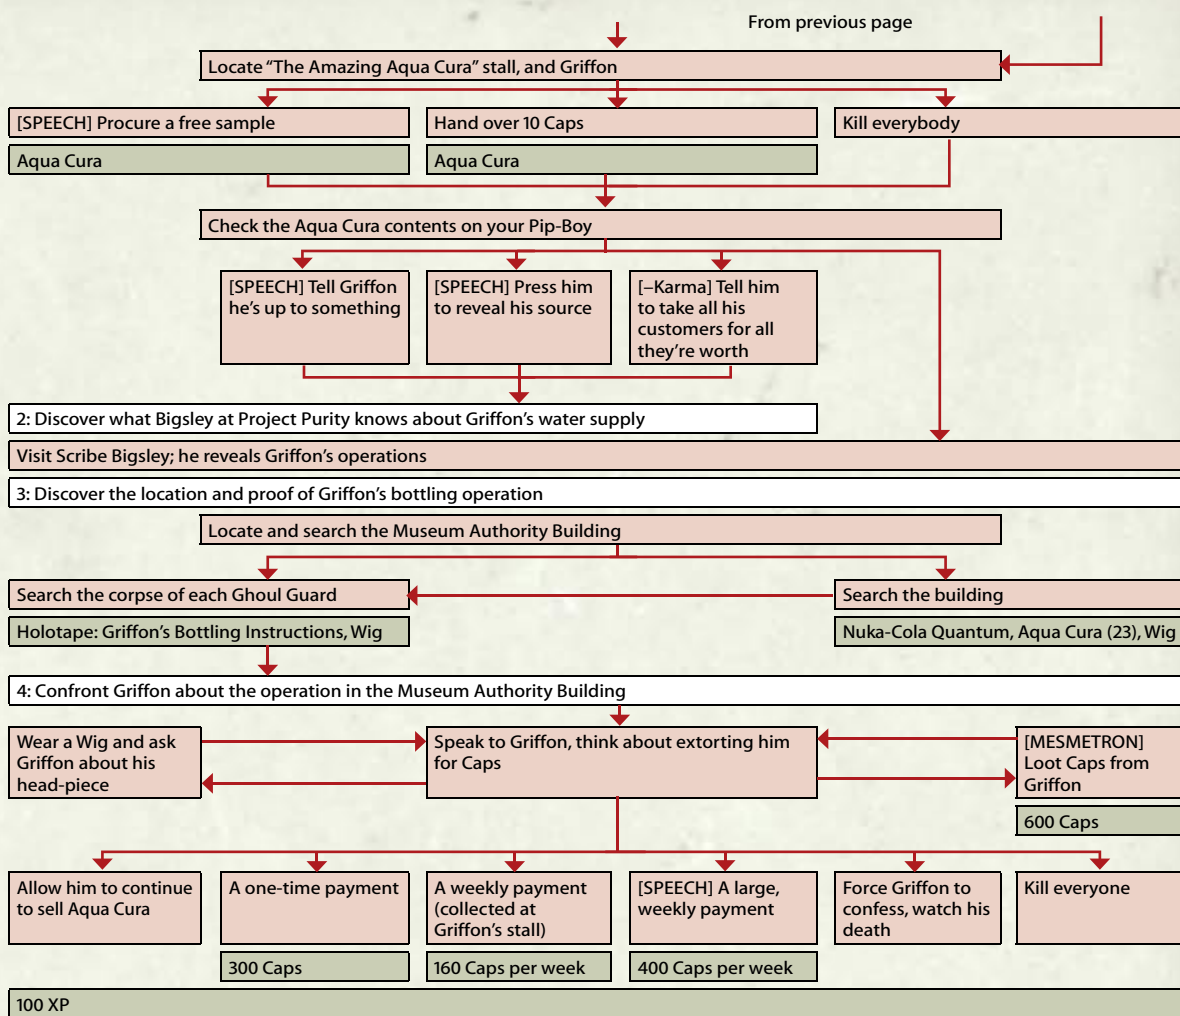 From previous page
Locate “The Amazing Aqua Cura” stall, and Griffon
[SPEECH] Procure a free sample
Hand over 10 Caps
Kill everybody
Aqua Cura
Aqua Cura
Check the Aqua Cura contents on your Pip-Boy
[SPEECH] Tell Griffon
he’s up to something
[SPEECH] Press him
to reveal his source
[–Karma] Tell him
to take all his
customers for all
they’re worth
2: Discover what Bigsley at Project Purity knows about Griffon’s water supply
Visit Scribe Bigsley; he reveals Griffon’s operations
3: Discover the location and proof of Griffon’s bottling operation
Locate and search the Museum Authority Building
Search the corpse of each Ghoul Guard
Search the building
Holotape: Griffon’s Bottling Instructions, Wig
Nuka-Cola Quantum, Aqua Cura (23), Wig
4: Confront Griffon about the operation in the Museum Authority Building
Wear a Wig and ask
Griffon about his
head-piece
Speak to Griffon, think about extorting him
for Caps
[MESMETRON]
Loot Caps from
Griffon
600 Caps
Allow him to continue
to sell Aqua Cura
A one-time payment
A weekly payment
(collected at
Griffon’s stall)
[SPEECH] A large,
weekly payment
Force Griffon to
confess, watch his
death
Kill everyone
300 Caps
160 Caps per week
400 Caps per week
100 XP